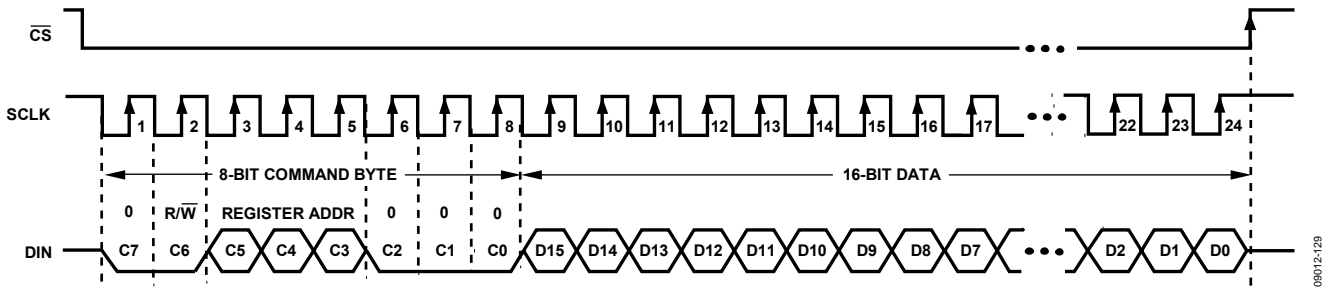 CS
SCLK
1 2 3 4 5 6 7 8 9 10 11 12 13 14 15 16 17 22 23 24
8-BIT COMMAND BYTE 16-BIT DATA
0 R/W REGISTER ADDR 0 0 0
DIN C7 C6 C5 C4 C3 C2 C1 C0 D15 D14 D13 D12 D11 D10 D9 D8 D7 D2 D1 D0
09012-129